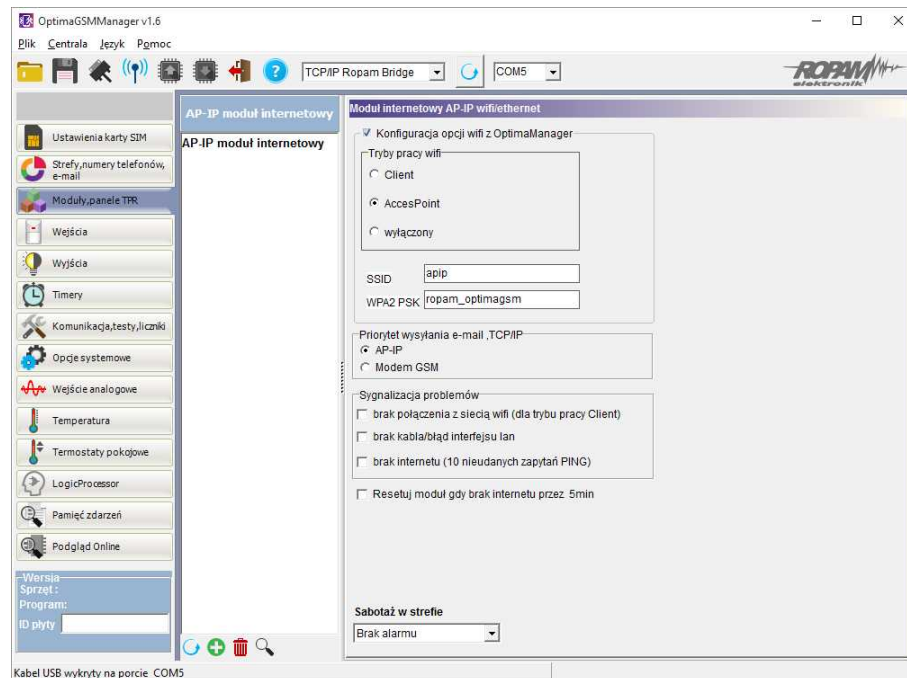 OptimaGSMManager v1.6
Plik Centrala Język Pomoc
TCP/IP Ropam Bridge
COM5
ROPAM
elektronik
Ustawienia karty SIM
Strefy,numery telefonów,
e-mail
Moduły,panele TPR
Wejścia
Wyjścia
Timery
Komunikacja,testy,liczniki
Opcje systemowe
Wejście analogowe
Temperatura
Termostaty pokojowe
LogicProcessor
Pamięć zdarzeń
Podgląd Online
Wersja
Sprzęt :
Program:
ID płyty
AP-IP moduł internetowy
AP-IP moduł internetowy
Moduł internetowy AP-IP wifi/ethernet
Konfiguracja opcji wifi z OptimaManager
Tryby pracy wifi
Client
AccesPoint
wyłączony
SSID apip
WPA2 PSK ropam_optimagsm
Priorytet wysyłania e-mail ,TCP/IP
AP-IP
Modem GSM
Sygnalizacja problemów
brak połączenia z siecią wifi (dla trybu pracy Client)
brak kabla/błąd interfejsu lan
brak internetu (10 nieudanych zapytań PING)
Resetuj moduł gdy brak internetu przez 5min
Sabotaż w strefie
Brak alarmu
Kabel USB wykryty na porcie COM5